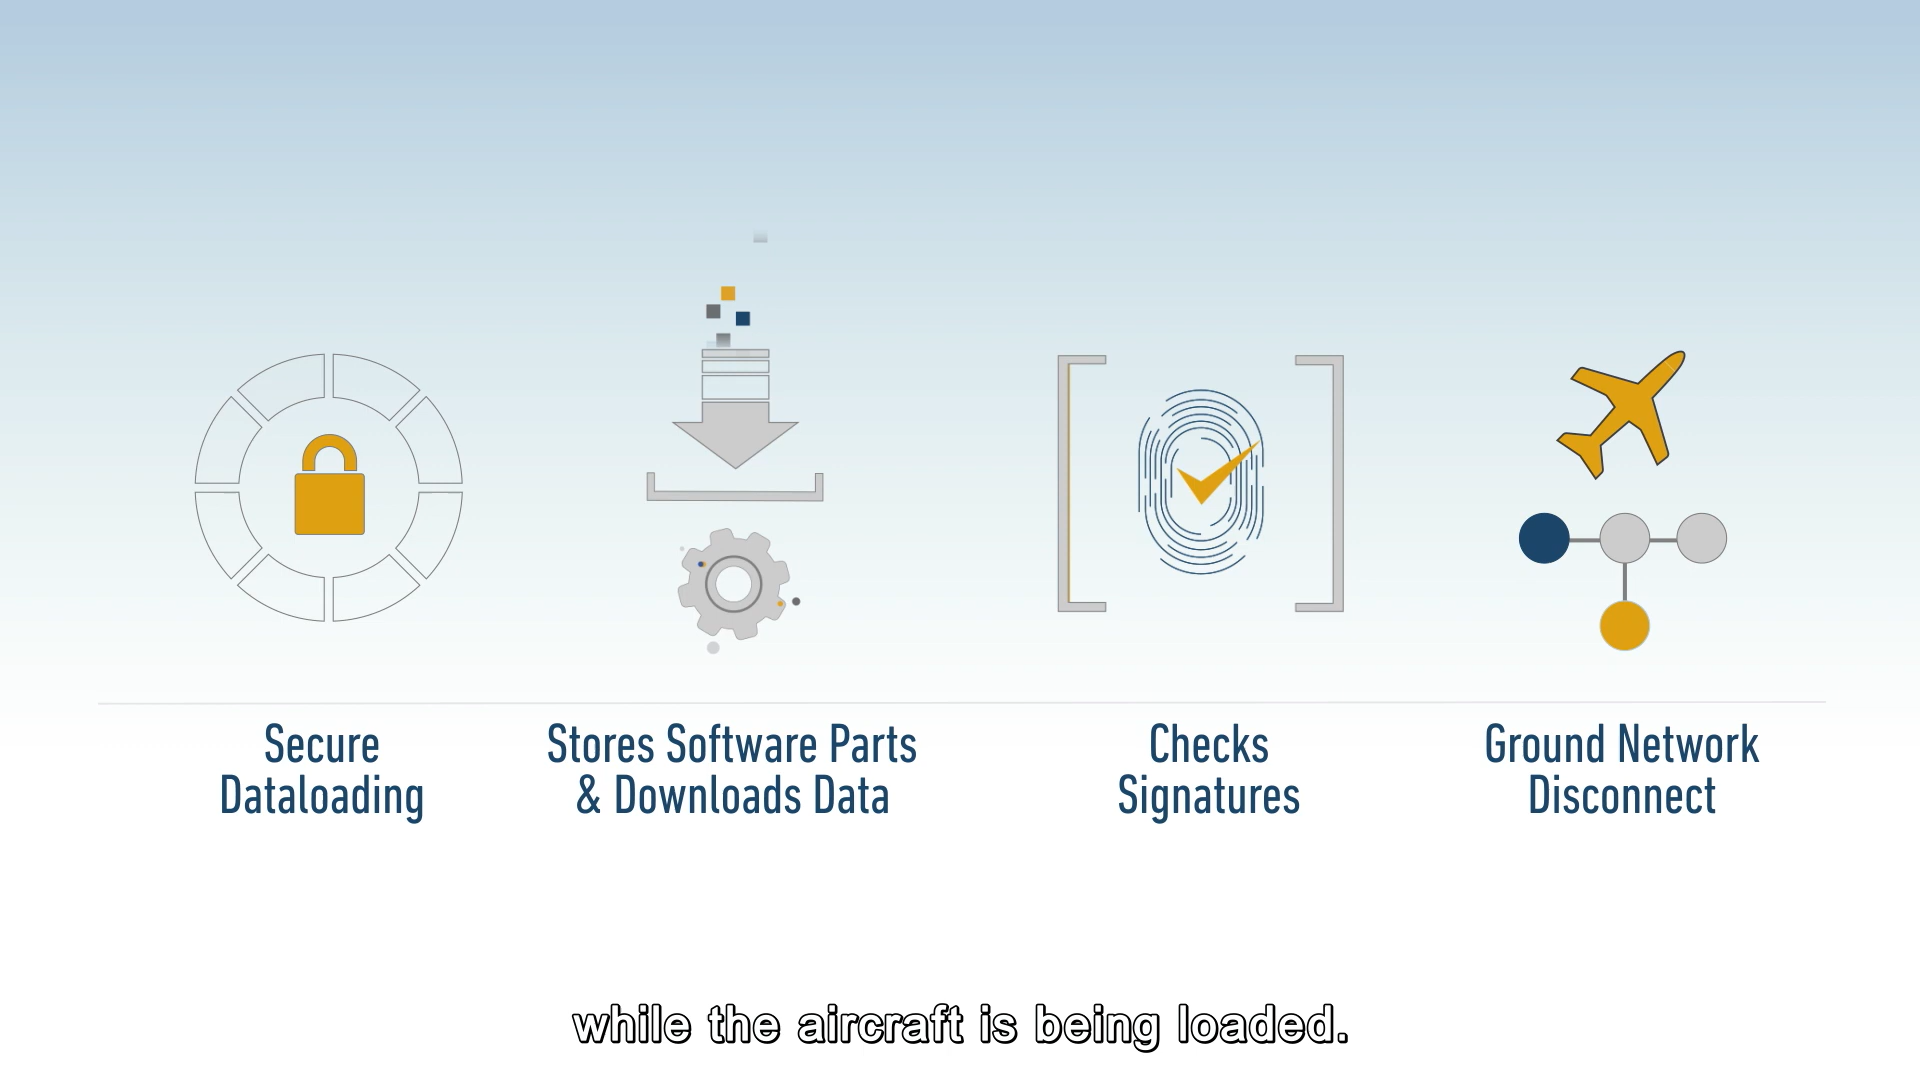 Secure
Dataloading
Stores Software Parts
& Downloads Data
Checks
Signatures
Ground Network
Disconnect
while the aircraft is being loaded.